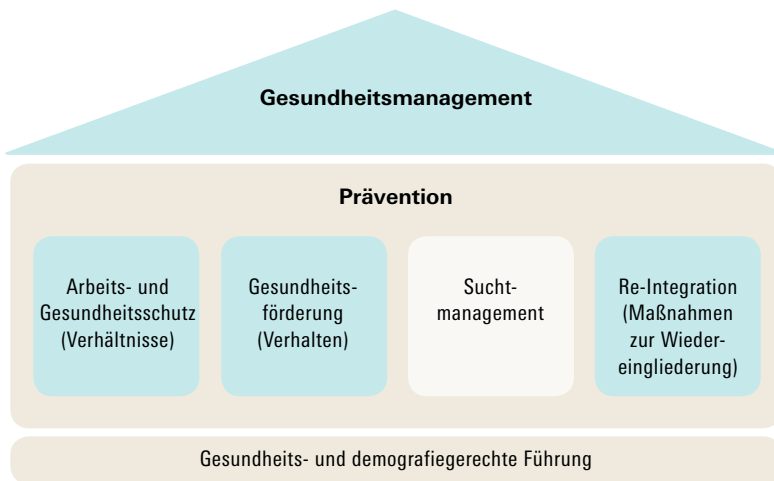 Gesundheitsmanagement
Prävention
Arbeits- und
Gesundheitsschutz
(Verhältnisse)
Gesundheits-
förderung
(Verhalten)
Sucht-
management
Re-Integration
(Maßnahmen
zur Wieder-
eingliederung)
Gesundheits- und demografiegerechte Führung